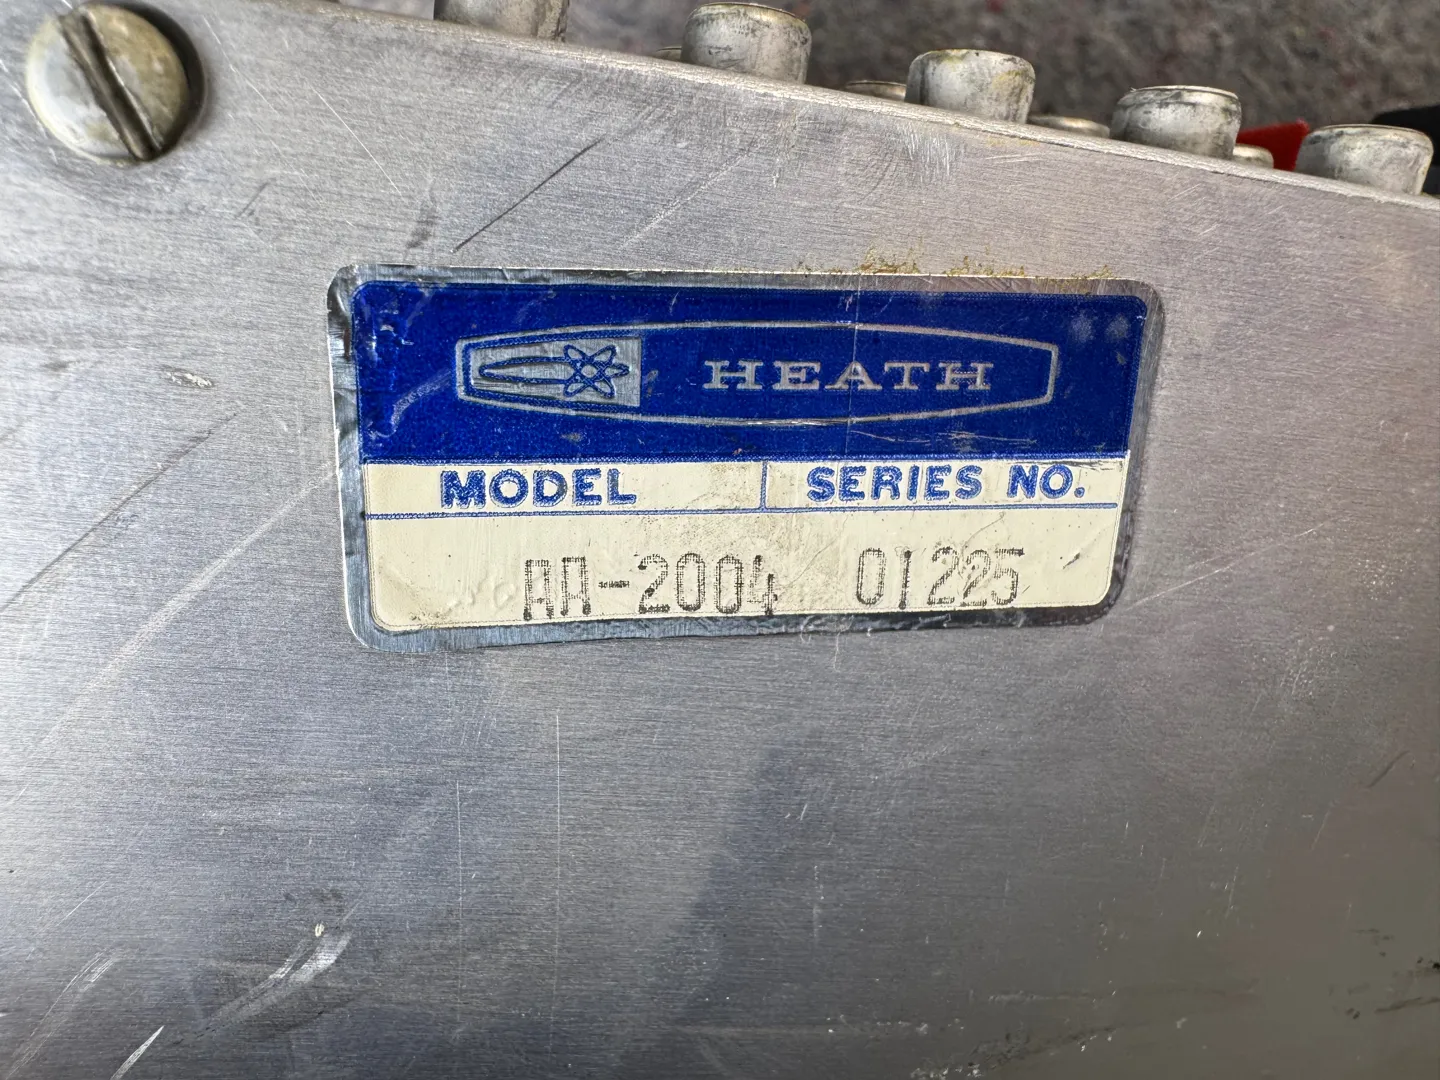 HEATH
MODEL SERIES NO.
AA-2004 01225